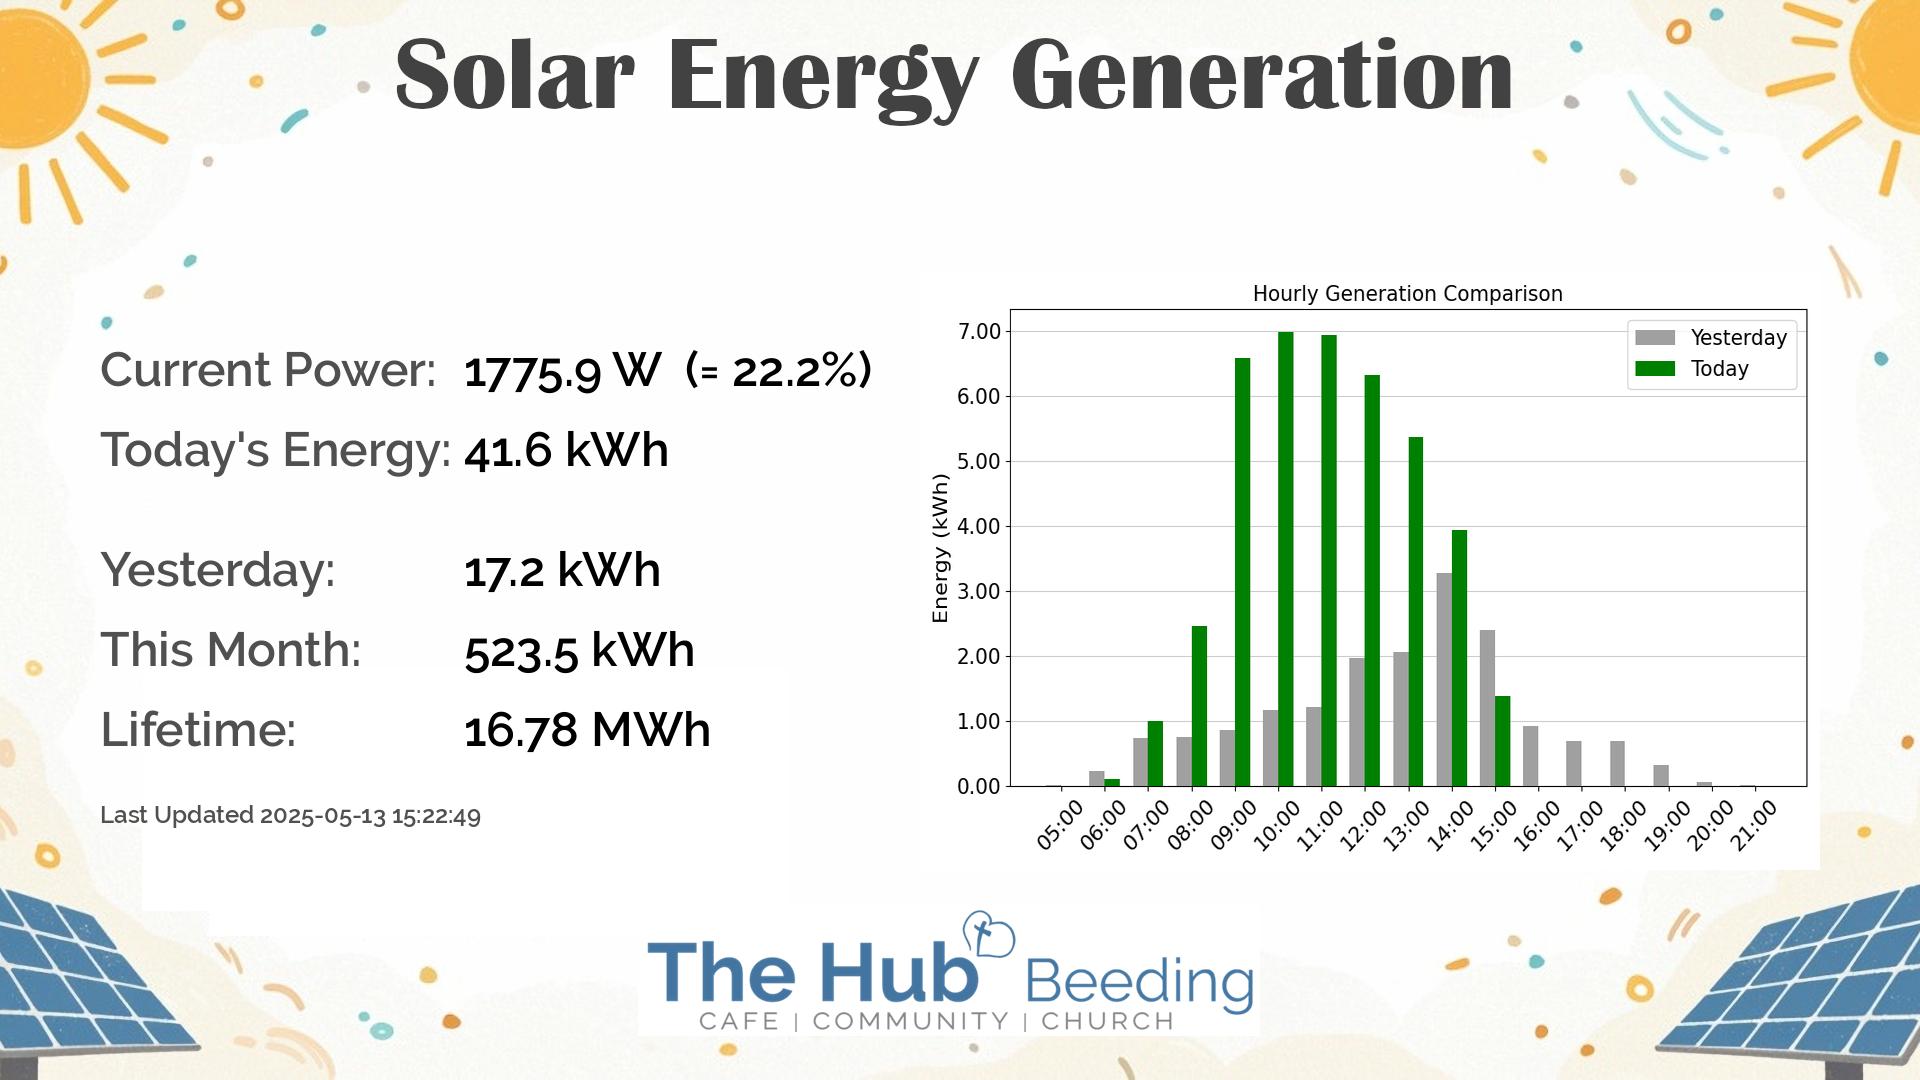 Solar Energy Generation
Current Power: 1775.9 W (= 22.2%)
Today's Energy: 41.6 kWh
Yesterday: 17.2 kWh
This Month: 523.5 kWh
Lifetime: 16.78 MWh
Last Updated 2025-05-13 15:22:49
Hourly Generation Comparison
Yesterday
Today
Energy (kWh)
7.00
6.00
5.00
4.00
3.00
2.00
1.00
0.00
05:00 06:00 07:00 08:00 09:00 10:00 11:00 12:00 13:00 14:00 15:00 16:00 17:00 18:00 19:00 20:00 21:00
The Hub Beeding
CAFE | COMMUNITY | CHURCH